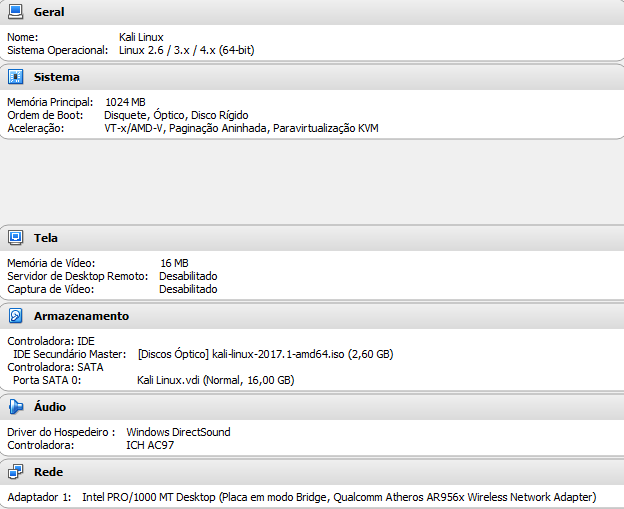 Geral
Nome: Kali Linux
Sistema Operacional: Linux 2.6 / 3.x / 4.x (64-bit)
Sistema
Memória Principal: 1024 MB
Ordem de Boot: Disquete, Óptico, Disco Rígido
Aceleração: VT-x/AMD-V, Paginação Aninhada, Paravirtualização KVM
Tela
Memória de Vídeo: 16 MB
Servidor de Desktop Remoto: Desabilitado
Captura de Vídeo: Desabilitado
Armazenamento
Controladora: IDE
IDE Secundário Master: [Discos Óptico] kali-linux-2017.1-amd64.iso (2,60 GB)
Controladora: SATA
Porta SATA 0: Kali Linux.vdi (Normal, 16,00 GB)
Áudio
Driver do Hospedeiro : Windows DirectSound
Controladora: ICH AC97
Rede
Adaptador 1: Intel PRO/1000 MT Desktop (Placa em modo Bridge, Qualcomm Atheros AR956x Wireless Network Adapter)